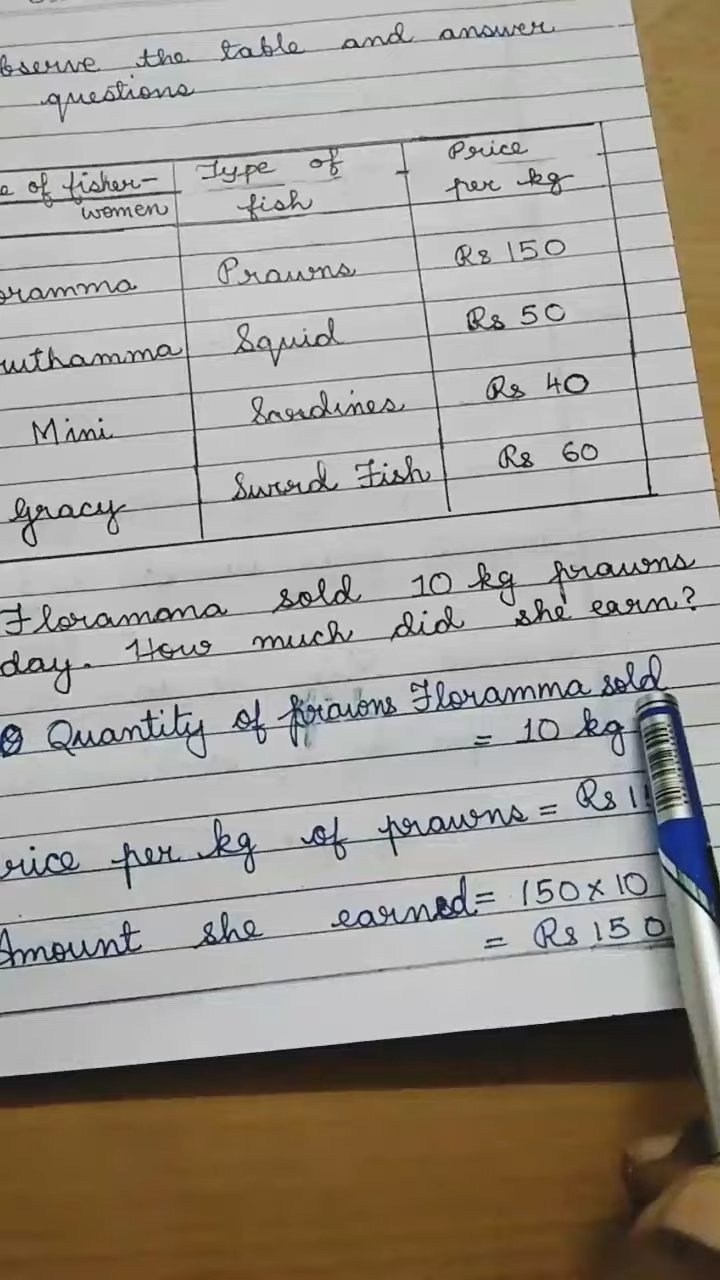 bserve the table and answer
questions
e of fisher-
women
Type of
fish
Price
per kg
oramma Prawns Rs 150
uthamma Squid Rs 50
Mini Sardines Rs 40
Gracy Sword Fish Rs 60
Floramma sold 10 kg prawns
day. How much did she earn?
Quantity of prawns Floramma sold
= 10 kg
rice per kg of prawns = Rs 1
Amount she earned = 150 x 10
= Rs 150